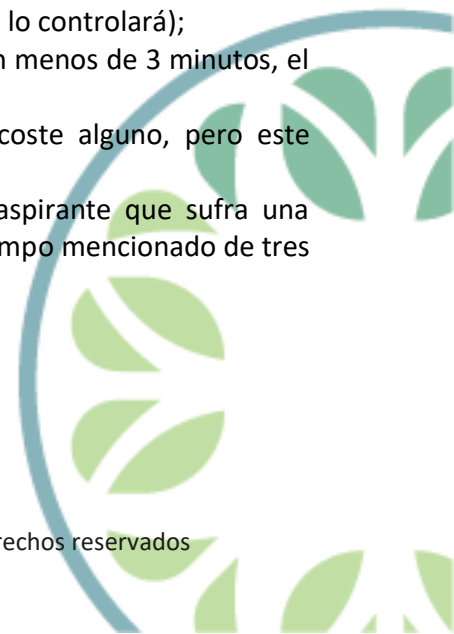 lo controlará);
n menos de 3 minutos, el
coste alguno, pero este
aspirante que sufra una
mpo mencionado de tres
rechos reservados